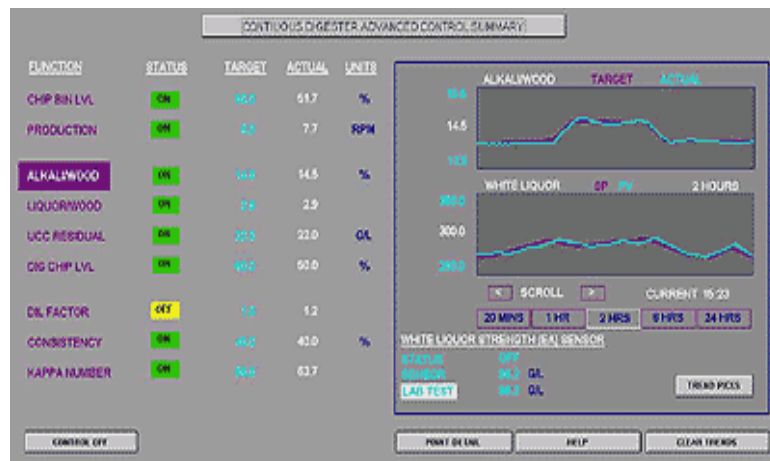 CONTIUOUS DIGESTER ADVANCED CONTROL SUMMARY
FUNCTION STATUS TARGET ACTUAL UNITS
CHIP BIN LVL ON 61.7 %
PRODUCTION ON 7.7 RPM
ALKALI/WOOD ON 14.5 %
LIQUOR/WOOD ON 2.9
UCC RESIDUAL ON 22.0 G/L
DIG CHIP LVL ON 50.0 %
DIL FACTOR OFF 1.2
CONSISTENCY ON 40.0 %
KAPPA NUMBER ON 63.7
CONTROL OFF
ALKALI/WOOD TARGET ACTUAL
14.5
WHITE LIQUOR SP PV 2 HOURS
300.0
< SCROLL > CURRENT 15:23
20 MINS 1 HR 2 HRS 8 HRS 24 HRS
WHITE LIQUOR STRENGTH (EA) SENSOR
STATUS OFF
SENSOR G/L
LAB TEST G/L
TREND PICKS
POINT DETAIL HELP CLEAR TRENDS